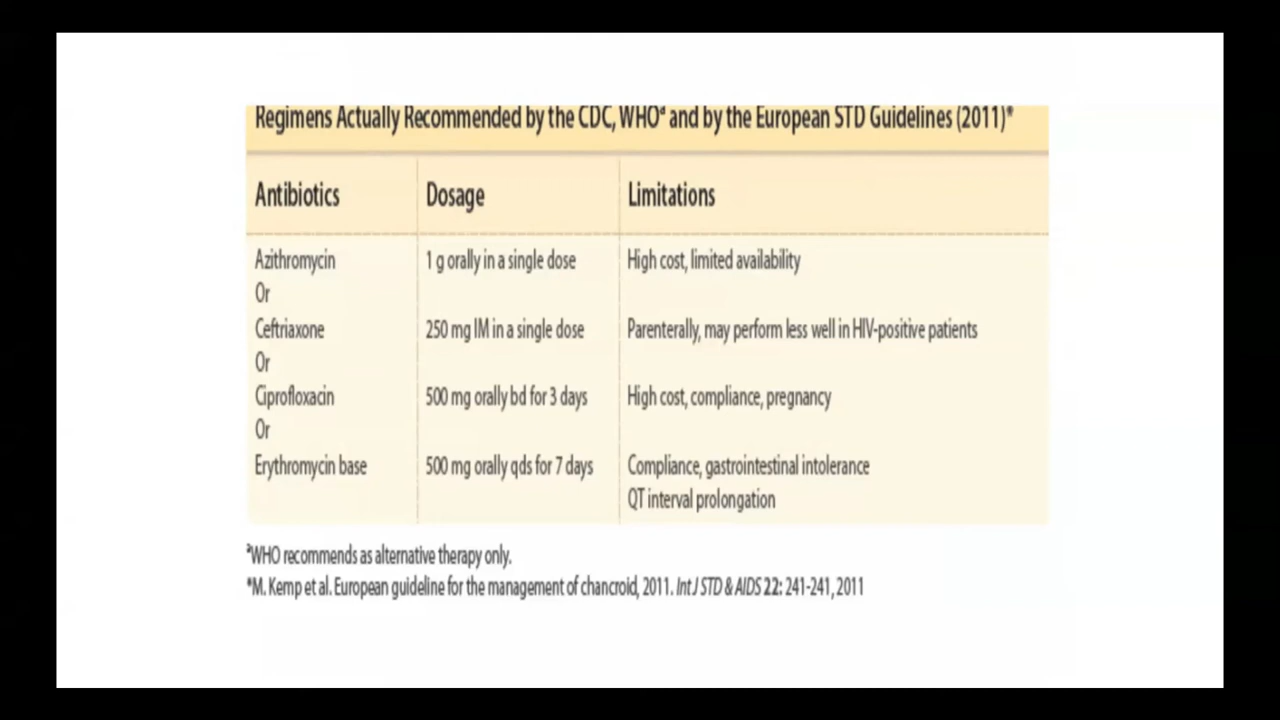 Regimens Actually Recommended by the CDC, WHOª and by the European STD Guidelines (2011)*
Antibiotics Dosage Limitations
Azithromycin 1 g orally in a single dose High cost, limited availability
Or
Ceftriaxone 250 mg IM in a single dose Parenterally, may perform less well in HIV-positive patients
Or
Ciprofloxacin 500 mg orally bd for 3 days High cost, compliance, pregnancy
Or
Erythromycin base 500 mg orally qds for 7 days Compliance, gastrointestinal intolerance
QT interval prolongation
ªWHO recommends as alternative therapy only.
*M. Kemp et al. European guideline for the management of chancroid, 2011. Int J STD & AIDS 22: 241-241, 2011